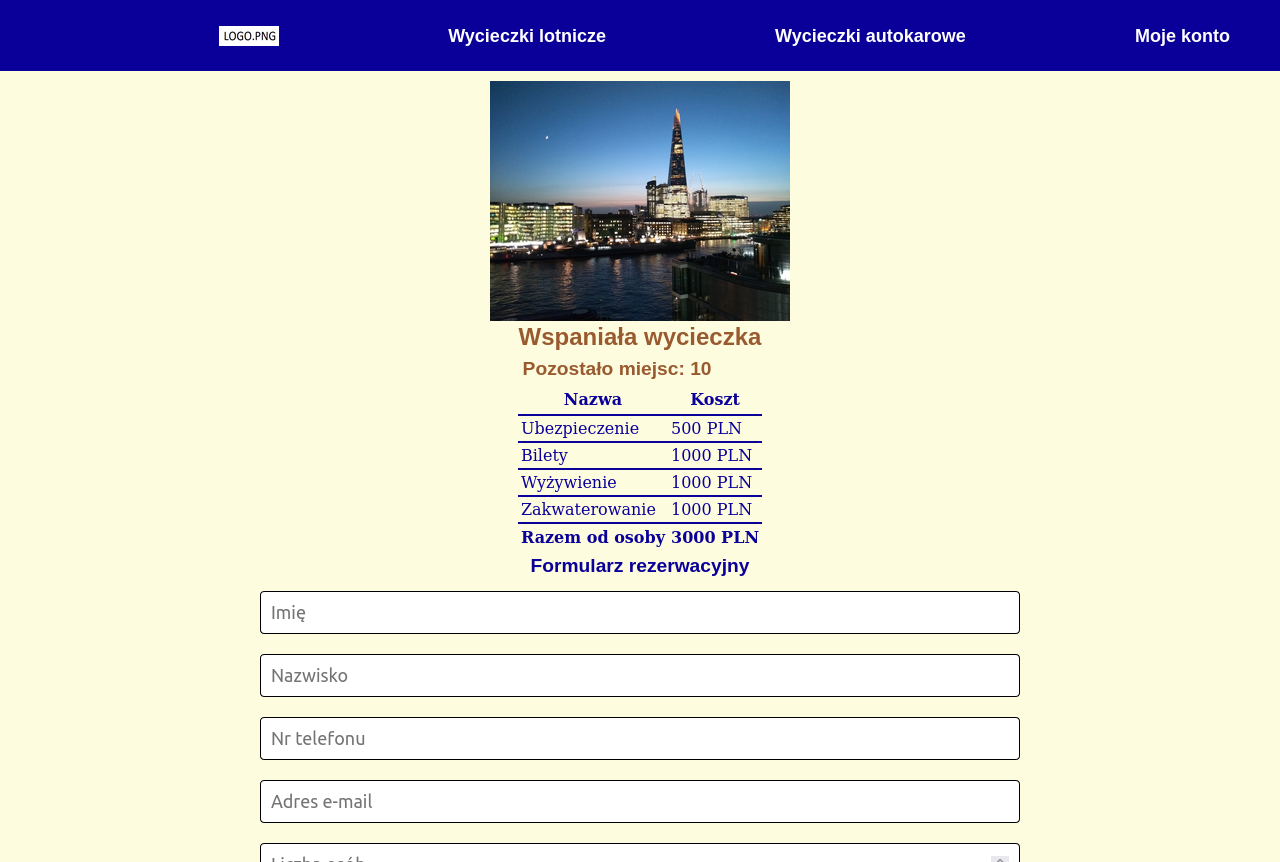 LOGO.PNG
Wycieczki lotnicze
Wycieczki autokarowe
Moje konto
Wspaniała wycieczka
Pozostało miejsc: 10
Nazwa Koszt
Ubezpieczenie 500 PLN
Bilety 1000 PLN
Wyżywienie 1000 PLN
Zakwaterowanie 1000 PLN
Razem od osoby 3000 PLN
Formularz rezerwacyjny
Imię
Nazwisko
Nr telefonu
Adres e-mail
Liczba osób